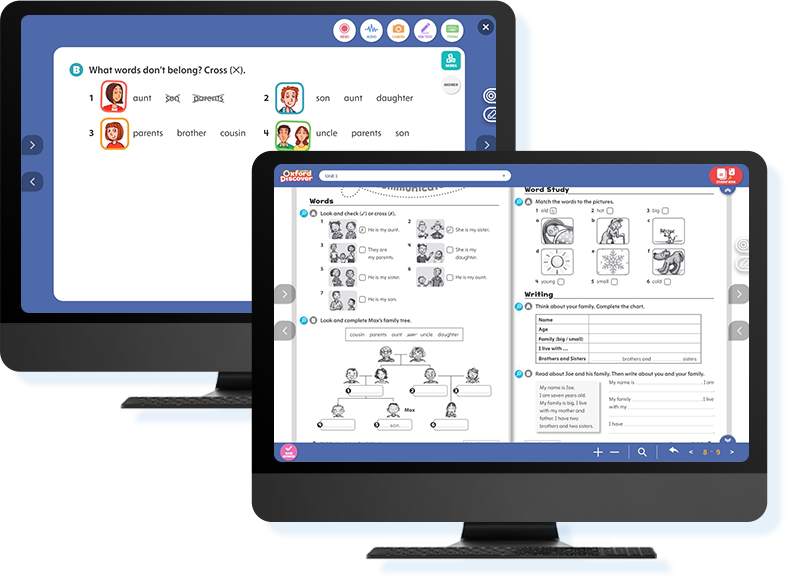 B What words don't belong? Cross (✕).
ANSWER
1 aunt son parents
2 son aunt daughter
3 parents brother cousin
4 uncle parents son
Oxford
Discover
Unit 1
Words
A Look and check (✓) or cross (✗).
1 He is my aunt.
2 She is my sister.
3 They are
my parents.
4 She is my
daughter.
5 He is my sister.
6 He is my aunt.
7 He is my son.
B Look and complete Max's family tree.
cousin parents aunt sister uncle daughter
1
2
3
Max
4
5 son
6
Word Study
A Match the words to the pictures.
1 old
2 hot
3 big
a
b
c
d
e
f
4 young
5 small
6 cold
Writing
A Think about your family. Complete the chart.
Name
Age
Family (big / small)
I live with ...
Brothers and Sisters brothers and sisters
B Read about Joe and his family. Then write about you and your family.
My name is Joe.
I am seven years old.
My family is big. I live
with my mother and
father. I have two
brothers and two sisters.
My name is . I am
My family . I live
with my
I have
8 - 9